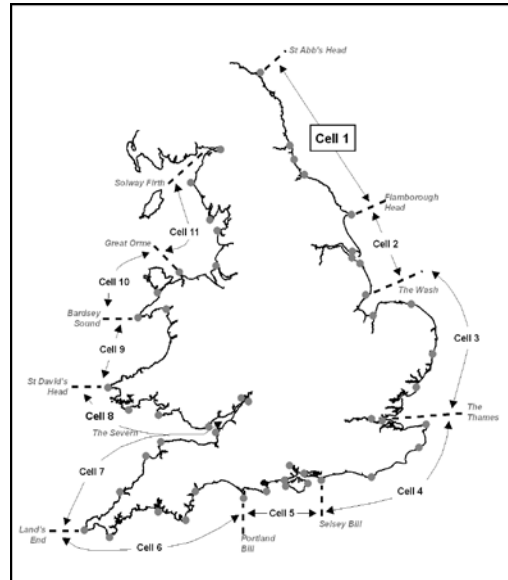 St Abb's Head
Cell 1
Solway Firth
Flamborough
Head
Great Orme
Cell 11
Cell 2
Cell 10
The Wash
Bardsey
Sound
Cell 3
Cell 9
St David's
Head
Cell 8
The
Thames
The Severn
Cell 7
Cell 4
Cell 5
Selsey Bill
Land's
End
Cell 6
Portland
Bill